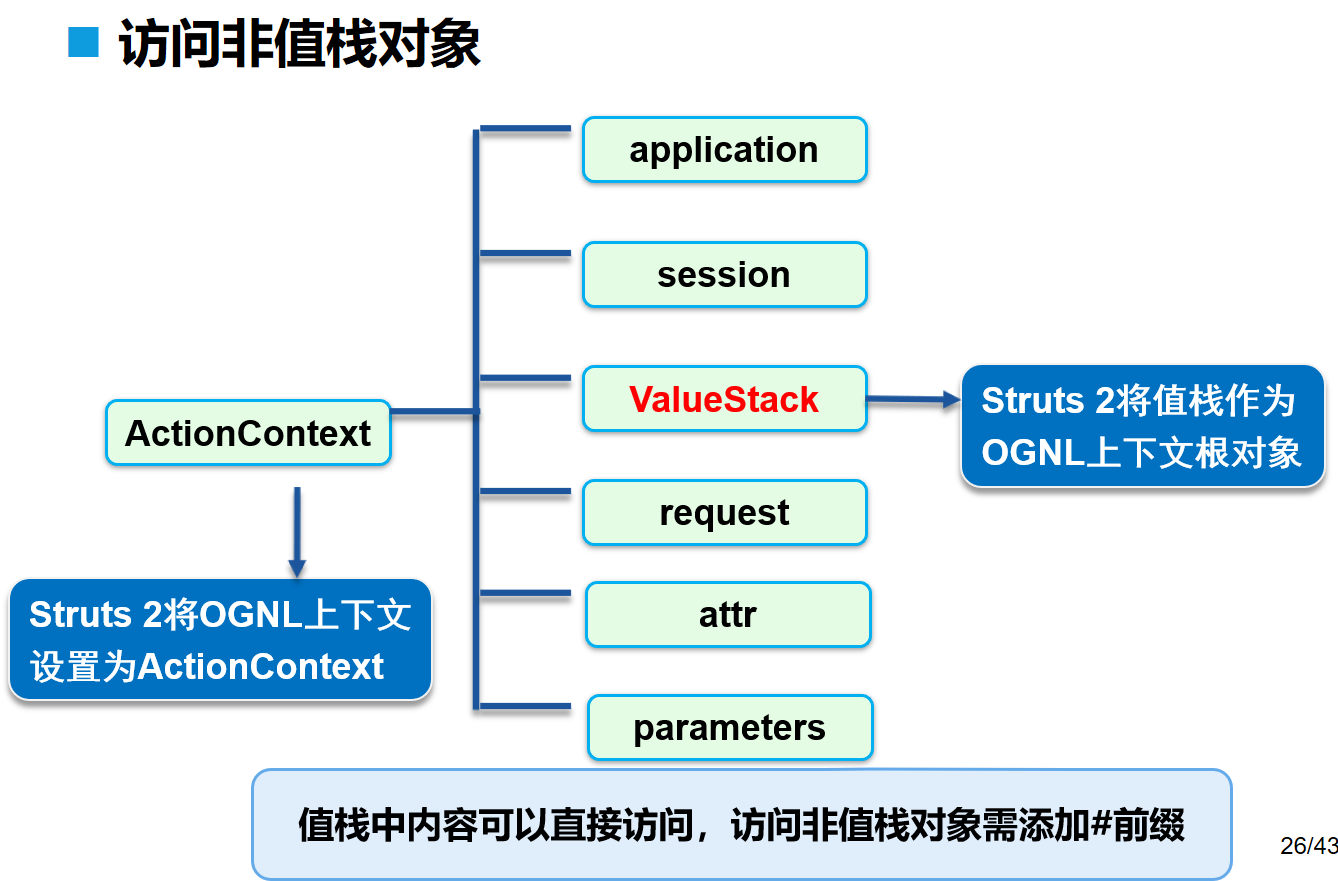 访问非值栈对象
application
session
ValueStack
Struts 2将值栈作为
OGNL上下文根对象
ActionContext
request
Struts 2将OGNL上下文
设置为ActionContext
attr
parameters
值栈中内容可以直接访问，访问非值栈对象需添加#前缀
26/43